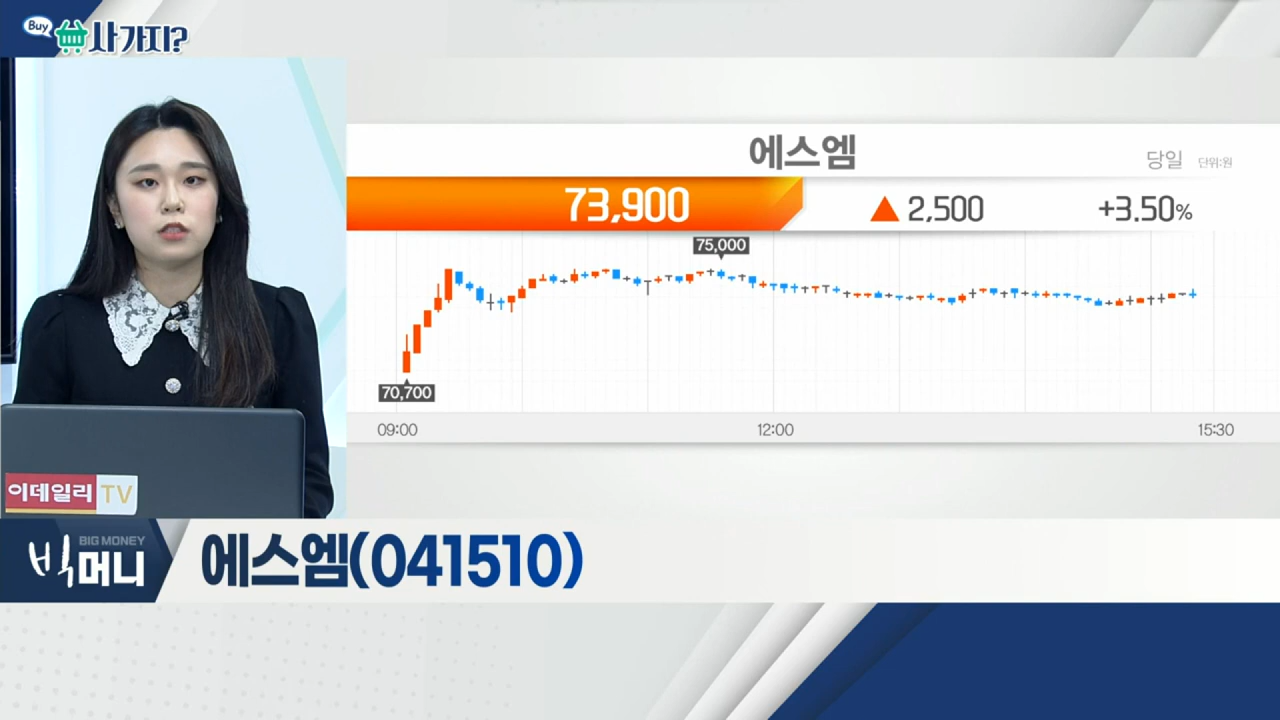 Buy 사가지?
에스엠
당일 단위:원
73,900 ▲ 2,500 +3.50%
75,000
70,700
09:00 12:00 15:30
이데일리 TV
BIG MONEY
빅머니
에스엠(041510)